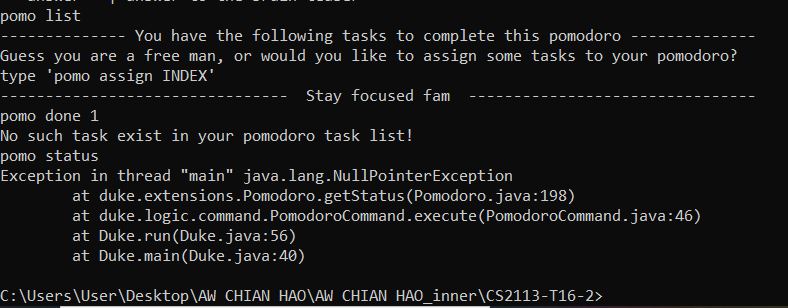 pomo list
-------------- You have the following tasks to complete this pomodoro --------------
Guess you are a free man, or would you like to assign some tasks to your pomodoro?
type 'pomo assign INDEX'
--------------------------------  Stay focused fam  --------------------------------
pomo done 1
No such task exist in your pomodoro task list!
pomo status
Exception in thread "main" java.lang.NullPointerException
        at duke.extensions.Pomodoro.getStatus(Pomodoro.java:198)
        at duke.logic.command.PomodoroCommand.execute(PomodoroCommand.java:46)
        at Duke.run(Duke.java:56)
        at Duke.main(Duke.java:40)
C:\Users\User\Desktop\AW CHIAN HAO\AW CHIAN HAO_inner\CS2113-T16-2>